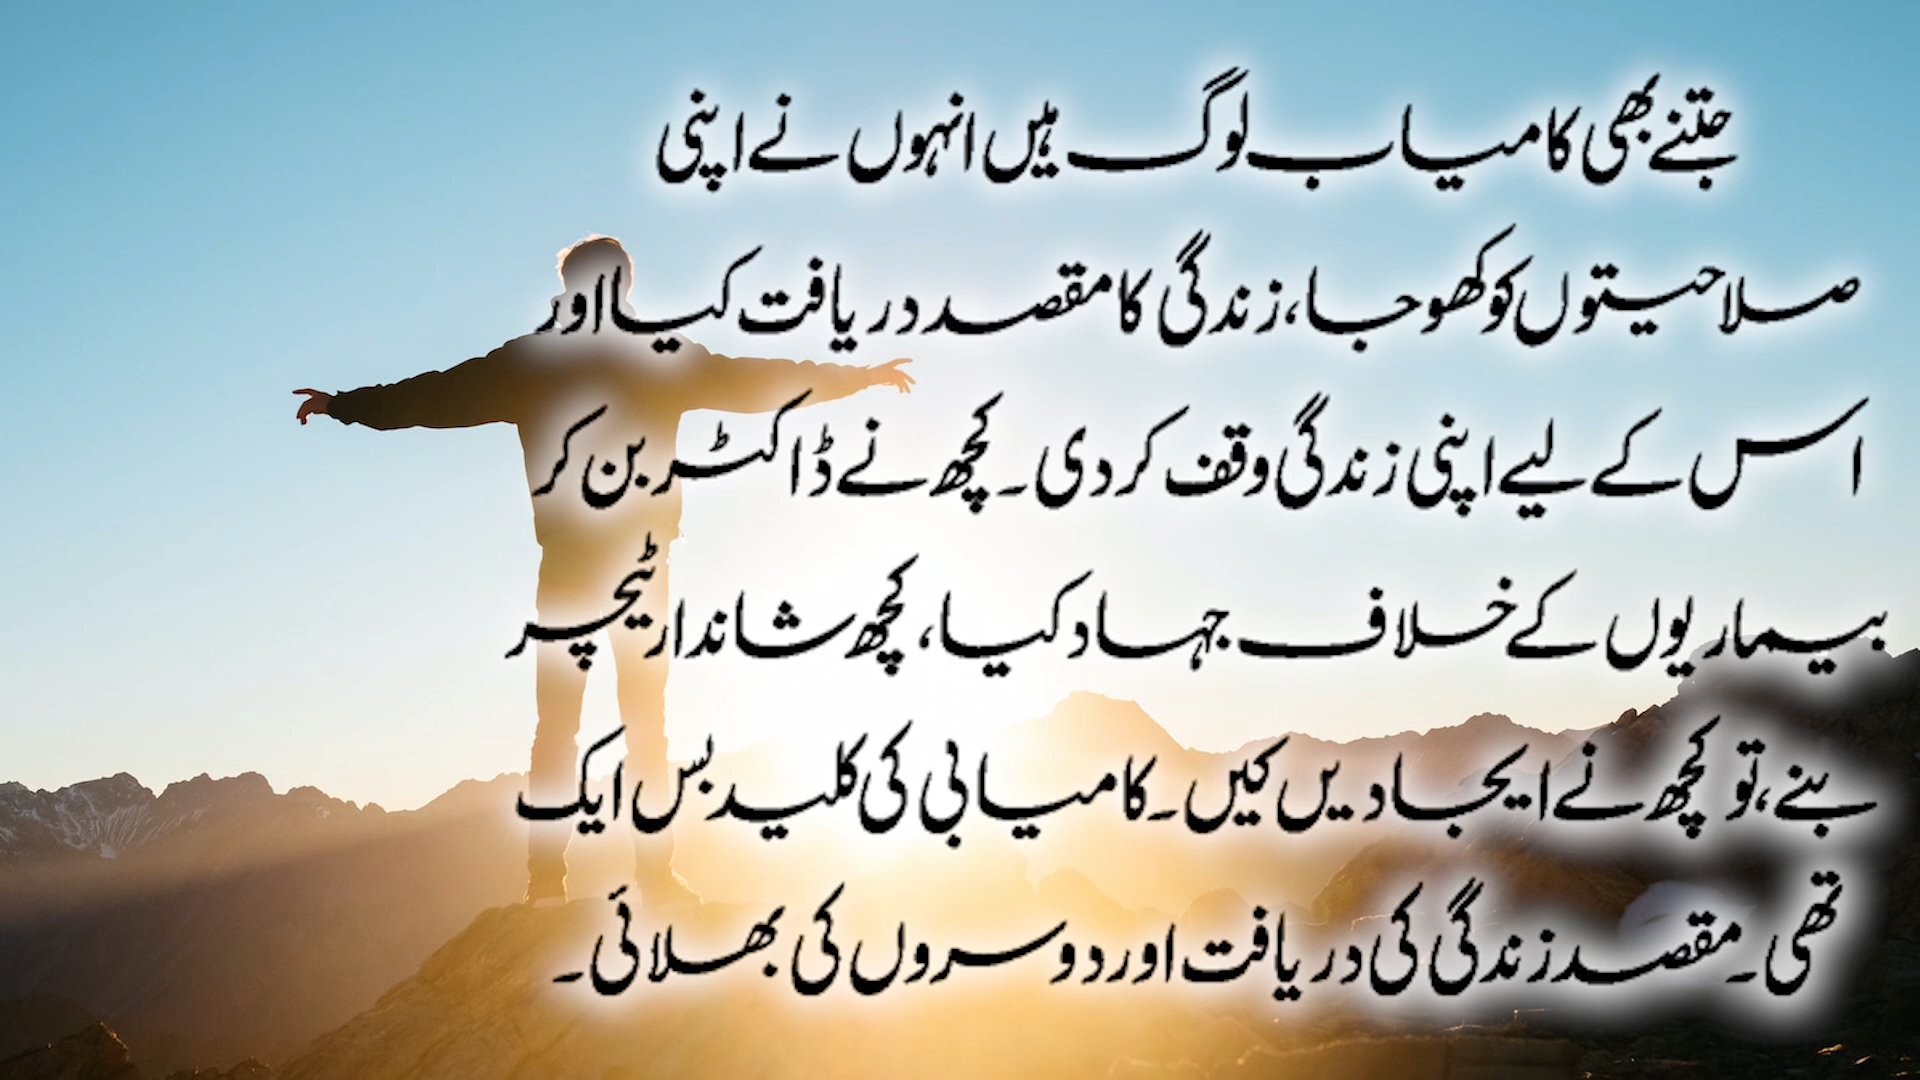 جتنے بھی کامیاب لوگ ہیں انہوں نے اپنی
صلاحیتوں کو کھوجا، زندگی کا مقصد دریافت کیا اور
اس کے لیے اپنی زندگی وقف کر دی۔ کچھ نے ڈاکٹر بن کر
بیماریوں کے خلاف جہاد کیا، کچھ شاندار ٹیچر
بنے، تو کچھ نے ایجادیں کیں۔ کامیابی کی کلید بس ایک
تھی۔ مقصد زندگی کی دریافت اور دوسروں کی بھلائی۔